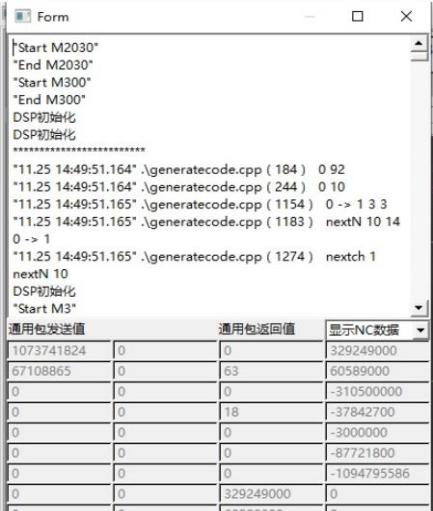 Form
"Start M2030"
"End M2030"
"Start M300"
"End M300"
DSP初始化
DSP初始化
*************************
"11.25 14:49:51.164" .\generatecode.cpp ( 184 ) 0 92
"11.25 14:49:51.164" .\generatecode.cpp ( 244 ) 0 10
"11.25 14:49:51.165" .\generatecode.cpp ( 1154 ) 0 -> 1 3 3
"11.25 14:49:51.165" .\generatecode.cpp ( 1183 ) nextN 10 14
0 -> 1
"11.25 14:49:51.165" .\generatecode.cpp ( 1274 ) nextch 1
nextN 10
DSP初始化
"Start M3"
通用包发送值 通用包返回值 显示NC数据
1073741824 0 0 329249000
67108865 0 63 60589000
0 0 0 -310500000
0 0 18 -37842700
0 0 0 -3000000
0 0 0 -87721800
0 0 0 -1094795586
0 0 329249000 0